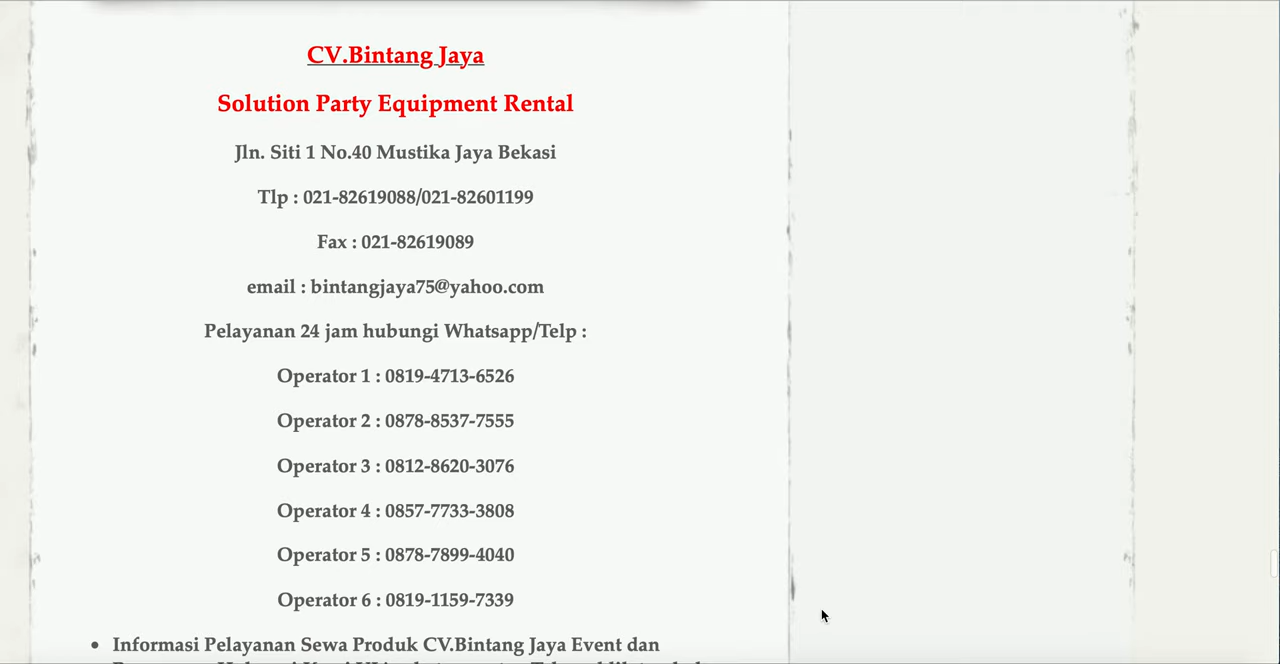 CV.Bintang Jaya
Solution Party Equipment Rental
Jln. Siti 1 No.40 Mustika Jaya Bekasi
Tlp : 021-82619088/021-82601199
Fax : 021-82619089
email : bintangjaya75@yahoo.com
Pelayanan 24 jam hubungi Whatsapp/Telp :
Operator 1 : 0819-4713-6526
Operator 2 : 0878-8537-7555
Operator 3 : 0812-8620-3076
Operator 4 : 0857-7733-3808
Operator 5 : 0878-7899-4040
Operator 6 : 0819-1159-7339
• Informasi Pelayanan Sewa Produk CV.Bintang Jaya Event dan